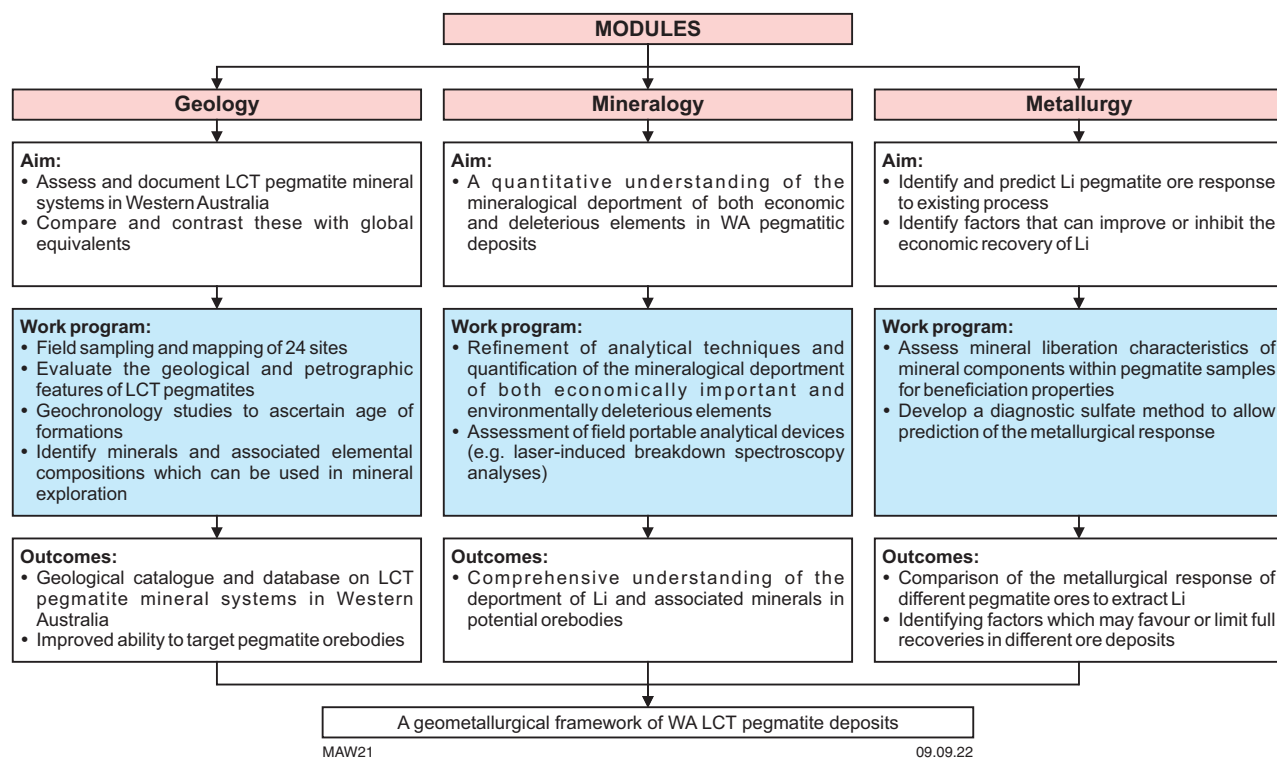 MODULES
Geology
Aim:
• Assess and document LCT pegmatite mineral
systems in Western Australia
• Compare and contrast these with global
equivalents
Work program:
• Field sampling and mapping of 24 sites
• Evaluate the geological and petrographic
features of LCT pegmatites
• Geochronology studies to ascertain age of
formations
• Identify minerals and associated elemental
compositions which can be used in mineral
exploration
Outcomes:
• Geological catalogue and database on LCT
pegmatite mineral systems in Western
Australia
• Improved ability to target pegmatite orebodies
Mineralogy
Aim:
• A quantitative understanding of the
mineralogical deportment of both economic
and deleterious elements in WA pegmatitic
deposits
Work program:
• Refinement of analytical techniques and
quantification of the mineralogical deportment
of both economically important and
environmentally deleterious elements
• Assessment of field portable analytical devices
(e.g. laser-induced breakdown spectroscopy
analyses)
Outcomes:
• Comprehensive understanding of the
deportment of Li and associated minerals in
potential orebodies
Metallurgy
Aim:
• Identify and predict Li pegmatite ore response
to existing process
• Identify factors that can improve or inhibit the
economic recovery of Li
Work program:
• Assess mineral liberation characteristics of
mineral components within pegmatite samples
for beneficiation properties
• Develop a diagnostic sulfate method to allow
prediction of the metallurgical response
Outcomes:
• Comparison of the metallurgical response of
different pegmatite ores to extract Li
• Identifying factors which may favour or limit full
recoveries in different ore deposits
A geometallurgical framework of WA LCT pegmatite deposits
MAW21
09.09.22